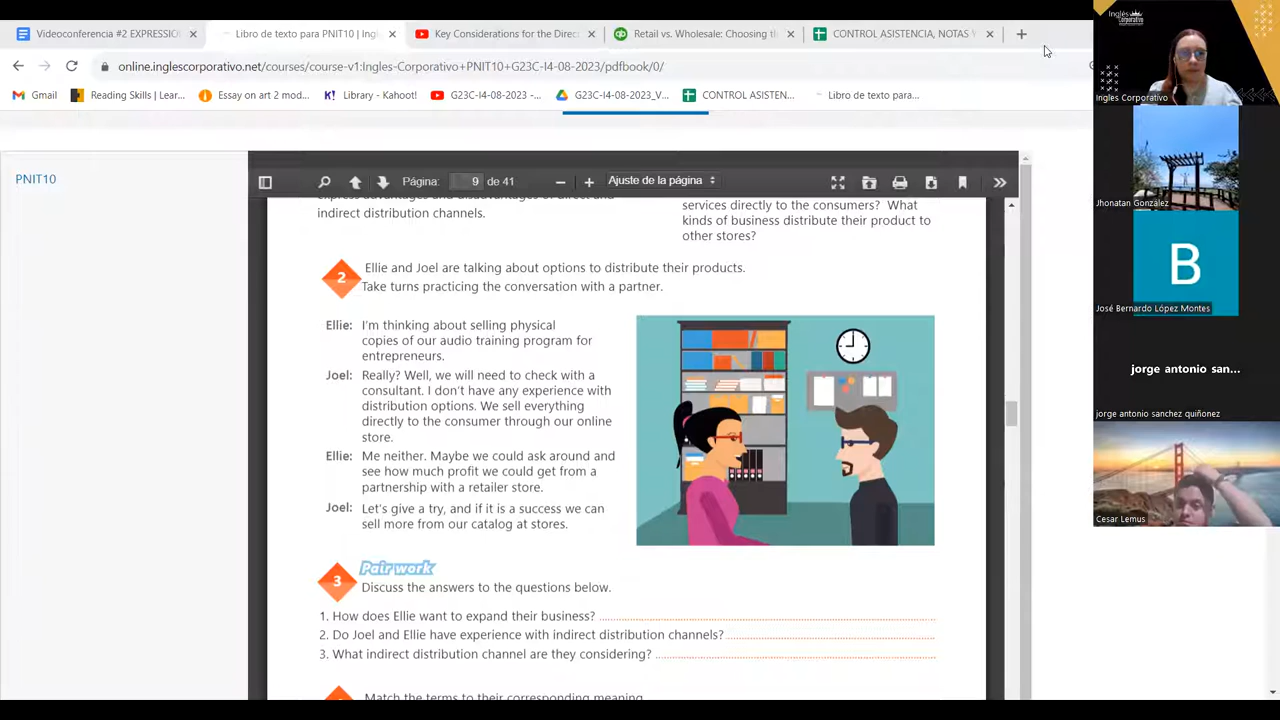 Videoconferencia #2 EXPRESSIO
Libro de texto para PNIT10 | Ingl
Key Considerations for the Direc
Retail vs. Wholesale: Choosing th
CONTROL ASISTENCIA, NOTAS Y
online.inglescorporativo.net/courses/course-v1:Ingles-Corporativo+PNIT10+G23C-I4-08-2023/pdfbook/0/
Gmail
Reading Skills | Lear...
Essay on art 2 mod...
Library - Ka
G23C-I4-08-2023 -...
G23C-I4-08-2023_V...
CONTROL ASISTEN...
Libro de texto para...
PNIT10
Página: 9 de 41
Ajuste de la página
express advantages and disadvantages of direct and
indirect distribution channels.
services directly to the consumers? What
kinds of business distribute their product to
other stores?
2
Ellie and Joel are talking about options to distribute their products.
Take turns practicing the conversation with a partner.
Ellie: I'm thinking about selling physical
copies of our audio training program for
entrepreneurs.
Joel: Really? Well, we will need to check with a
consultant. I don't have any experience with
distribution options. We sell everything
directly to the consumer through our online
store.
Ellie: Me neither. Maybe we could ask around and
see how much profit we could get from a
partnership with a retailer store.
Joel: Let's give a try, and if it is a success we can
sell more from our catalog at stores.
3
Pair work
Discuss the answers to the questions below.
1. How does Ellie want to expand their business?
2. Do Joel and Ellie have experience with indirect distribution channels?
3. What indirect distribution channel are they considering?
Match the terms to their corresponding meaning
Inglés
Corporativo
Ingles Corporativo
Jhonatan González
B
José Bernardo López Montes
jorge antonio san...
jorge antonio sanchez quiñonez
Cesar Lemus